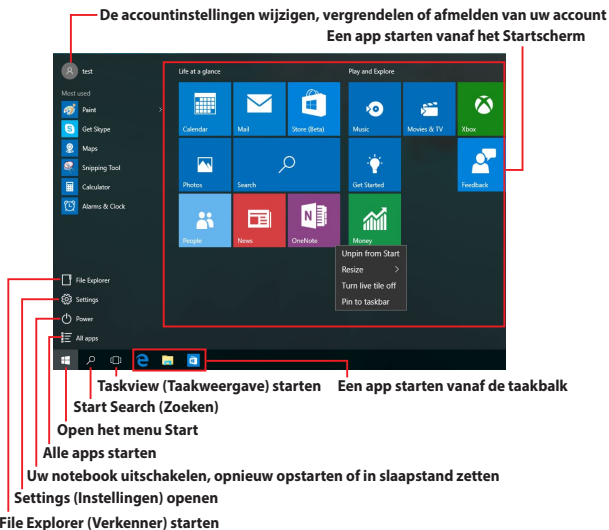 De accountinstellingen wijzigen, vergrendelen of afmelden van uw account
Een app starten vanaf het Startscherm
test
Life at a glance
Play and Explore
Most used
Paint
Get Skype
Maps
Snipping Tool
Calculator
Alarms & Clock
Calendar
Mail
Store (Beta)
Music
Movies & TV
Xbox
Photos
Search
Get Started
Feedback
People
News
OneNote
Money
Unpin from Start
Resize
Turn live tile off
Pin to taskbar
File Explorer
Settings
Power
All apps
Taskview (Taakweergave) starten
Een app starten vanaf de taakbalk
Start Search (Zoeken)
Open het menu Start
Alle apps starten
Uw notebook uitschakelen, opnieuw opstarten of in slaapstand zetten
Settings (Instellingen) openen
File Explorer (Verkenner) starten